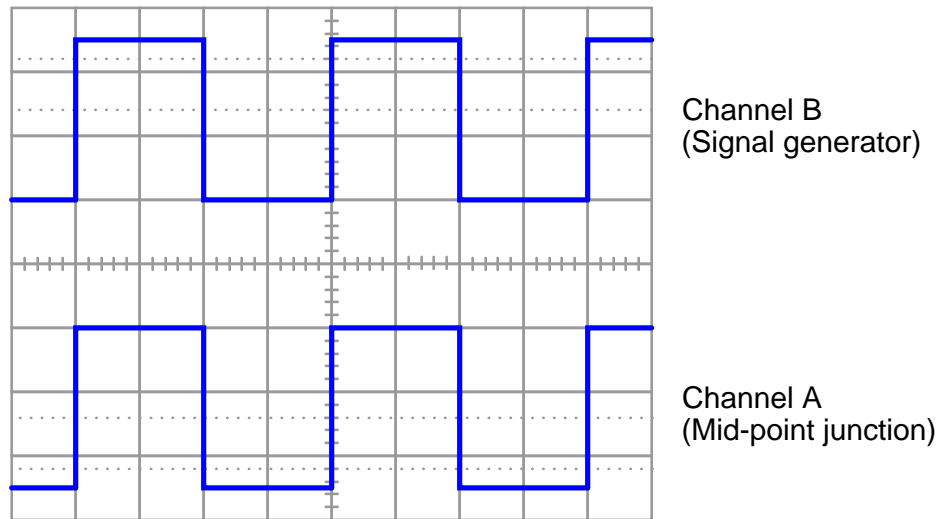 Channel B
(Signal generator)
Channel A
(Mid-point junction)